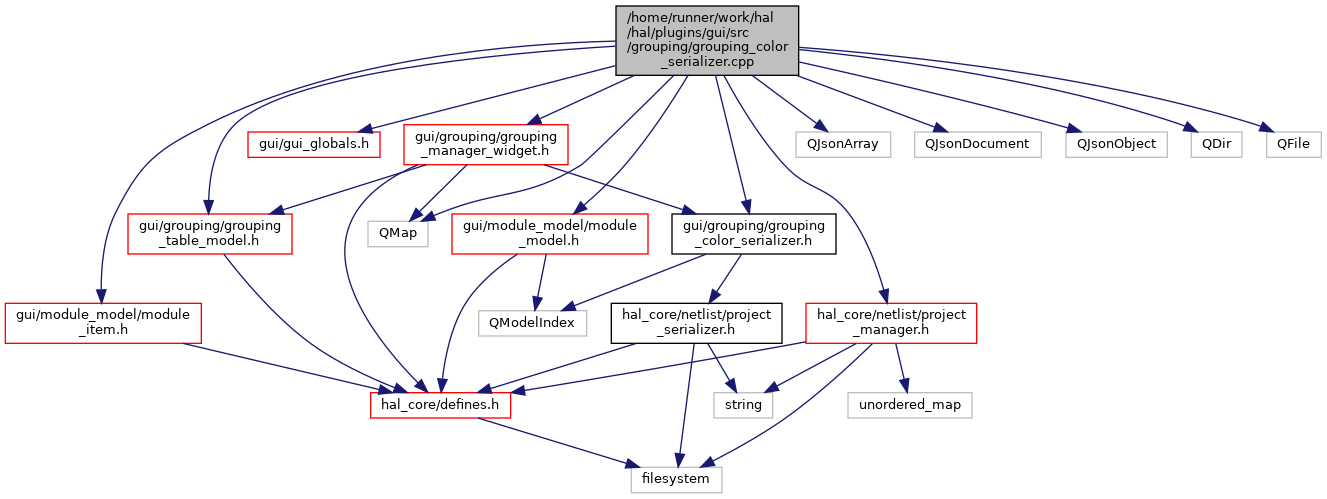 /home/runner/work/hal
/hal/plugins/gui/src
/grouping/grouping_color
_serializer.cpp
gui/gui_globals.h
gui/grouping/grouping
_manager_widget.h
QJsonArray
QJsonDocument
QJsonObject
QDir
QFile
gui/grouping/grouping
_table_model.h
QMap
gui/module_model/module
_model.h
gui/grouping/grouping
_color_serializer.h
gui/module_model/module
_item.h
QModelIndex
hal_core/netlist/project
_serializer.h
hal_core/netlist/project
_manager.h
hal_core/defines.h
string
unordered_map
filesystem